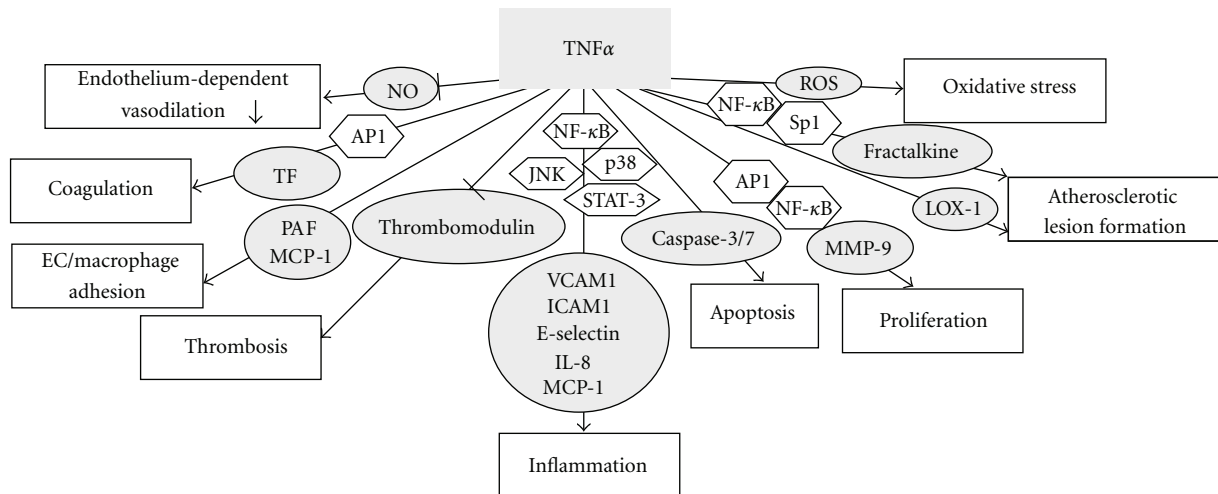 TNFα
Endothelium-dependent
vasodilation ↓
NO
ROS
Oxidative stress
NF-κB
Sp1
AP1
NF-κB
Fractalkine
p38
JNK
TF
Coagulation
AP1
STAT-3
NF-κB
Atherosclerotic
lesion formation
LOX-1
PAF
MCP-1
Thrombomodulin
Caspase-3/7
MMP-9
EC/macrophage
adhesion
VCAM1
ICAM1
E-selectin
IL-8
MCP-1
Apoptosis
Proliferation
Thrombosis
Inflammation